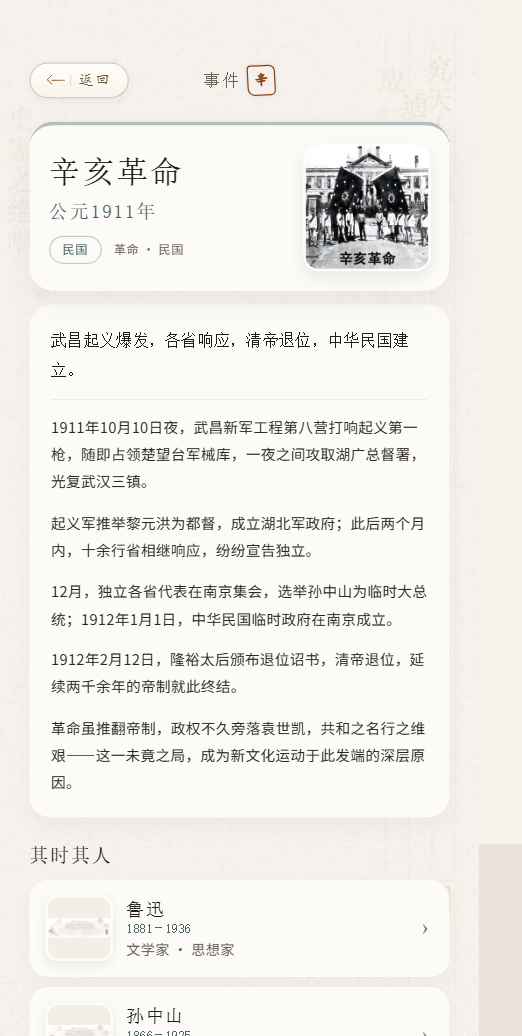 返回
事件
辛
辛亥革命
公元1911年
民国
革命 · 民国
辛亥革命
武昌起义爆发，各省响应，清帝退位，中华民国建
立。
1911年10月10日夜，武昌新军工程第八营打响起义第一
枪，随即占领楚望台军械库，一夜之间攻取湖广总督署，
光复武汉三镇。
起义军推举黎元洪为都督，成立湖北军政府；此后两个月
内，十余行省相继响应，纷纷宣告独立。
12月，独立各省代表在南京集会，选举孙中山为临时大总
统；1912年1月1日，中华民国临时政府在南京成立。
1912年2月12日，隆裕太后颁布退位诏书，清帝退位，延
续两千余年的帝制就此终结。
革命虽推翻帝制，政权不久旁落袁世凯，共和之名行之维
艰——这一未竟之局，成为新文化运动于此发端的深层原
因。
其时其人
鲁迅
1881—1936
文学家 · 思想家
孙中山
1866—1925